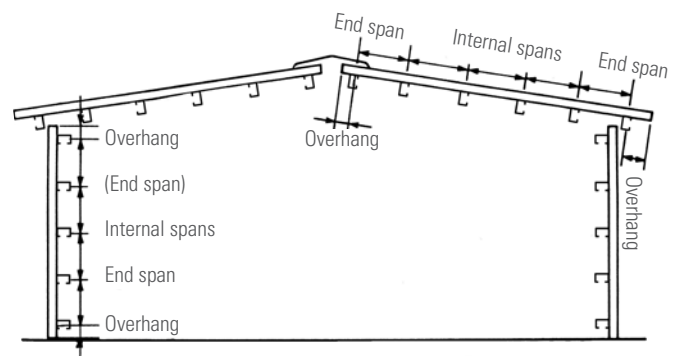 End span
Internal spans
End span
Overhang
Overhang
Overhang
(End span)
Internal spans
End span
Overhang